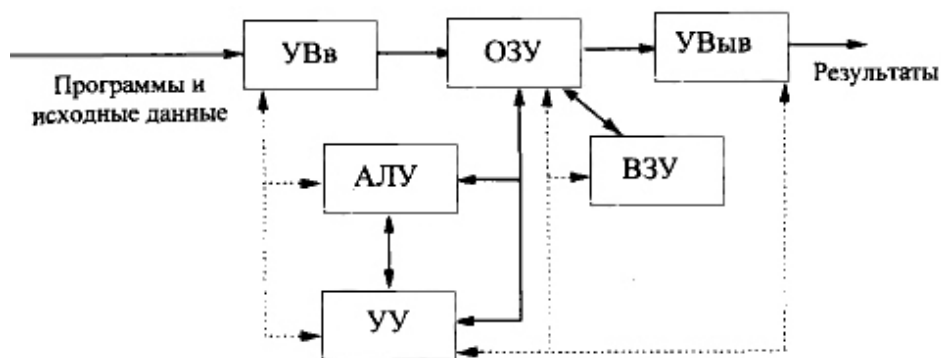 УВв
ОЗУ
УВыв
Программы и
исходные данные
Результаты
АЛУ
ВЗУ
УУ